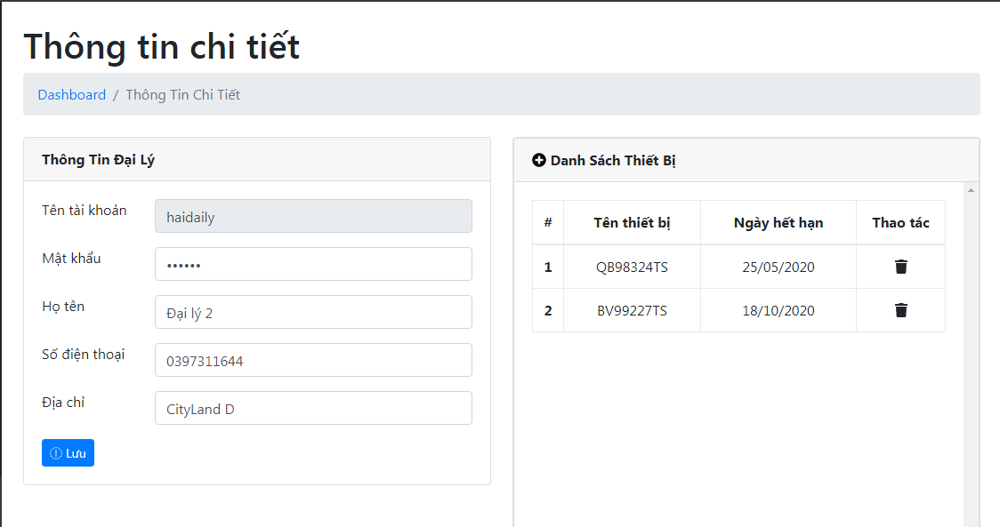 Thông tin chi tiết
Dashboard / Thông Tin Chi Tiết
Thông Tin Đại Lý
Tên tài khoản haidaily
Mật khẩu ••••••
Họ tên Đại lý 2
Số điện thoại 0397311644
Địa chỉ CityLand D
Lưu
Danh Sách Thiết Bị
# Tên thiết bị Ngày hết hạn Thao tác
1 QB98324TS 25/05/2020
2 BV99227TS 18/10/2020